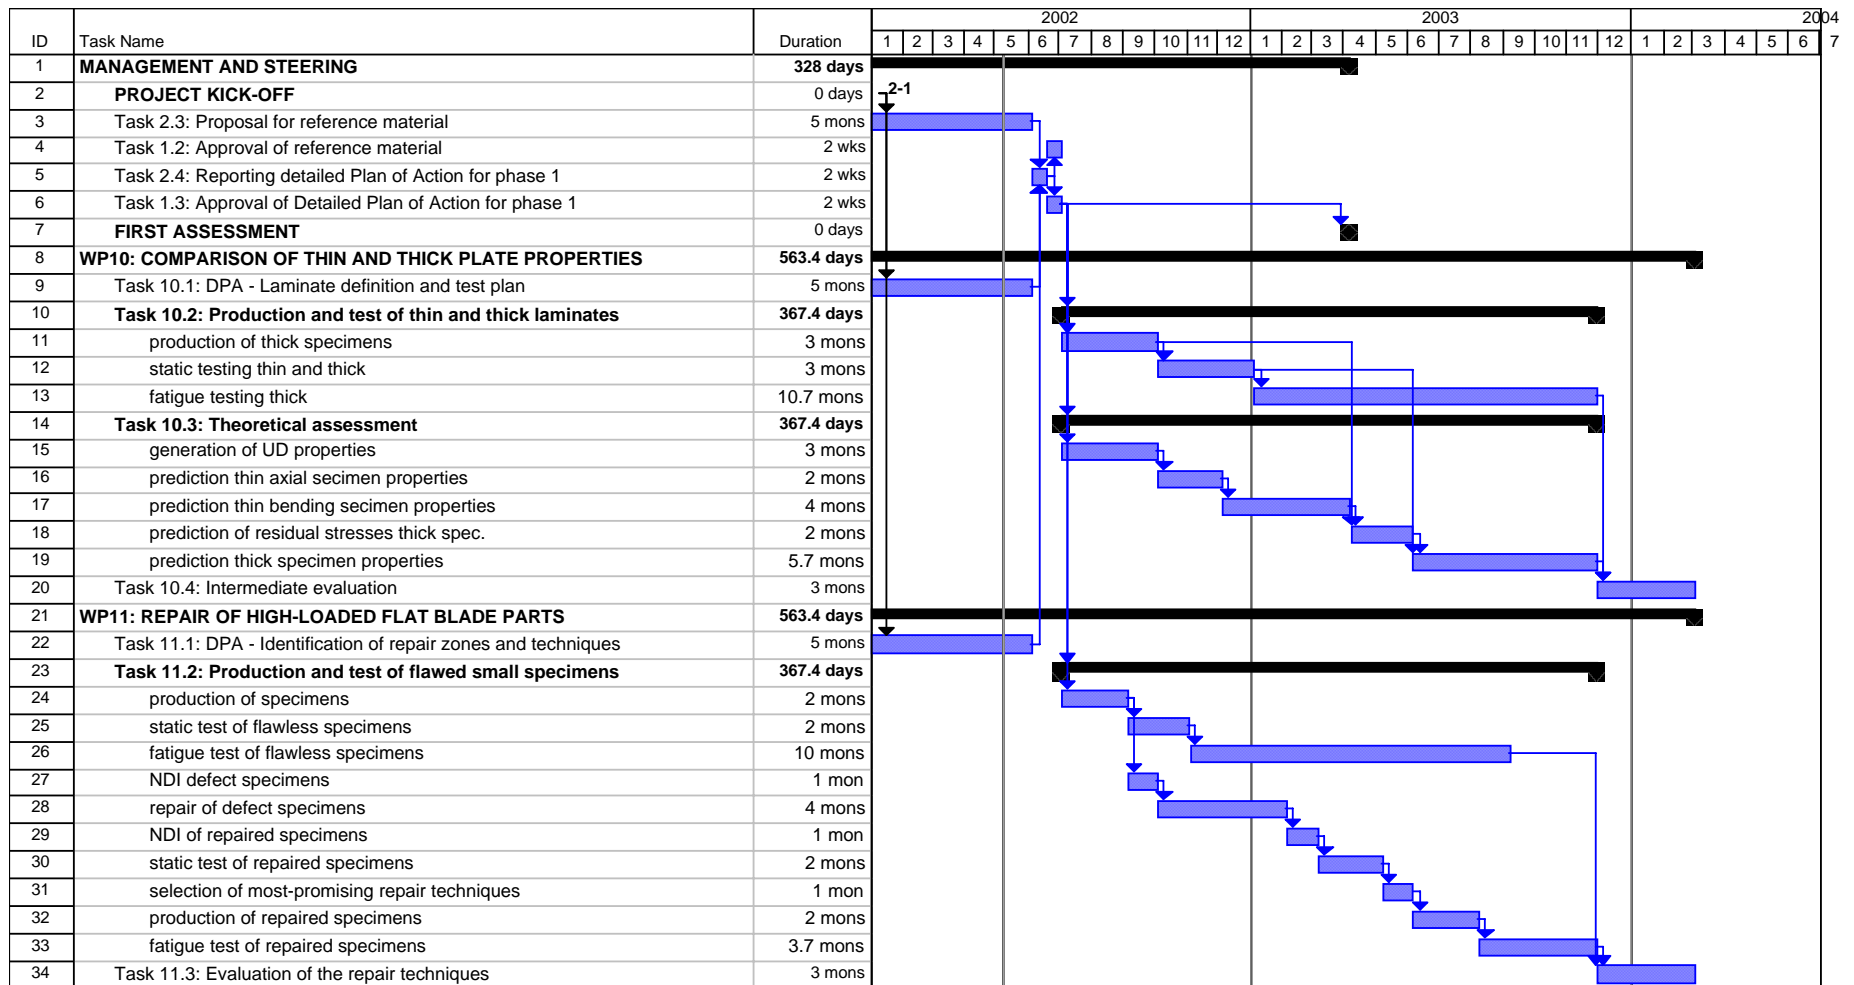 2002 2003 2004
ID Task Name Duration 1 2 3 4 5 6 7 8 9 10 11 12 1 2 3 4 5 6 7 8 9 10 11 12 1 2 3 4 5 6 7
1 MANAGEMENT AND STEERING 328 days
2 PROJECT KICK-OFF 0 days 2-1
3 Task 2.3: Proposal for reference material 5 mons
4 Task 1.2: Approval of reference material 2 wks
5 Task 2.4: Reporting detailed Plan of Action for phase 1 2 wks
6 Task 1.3: Approval of Detailed Plan of Action for phase 1 2 wks
7 FIRST ASSESSMENT 0 days
8 WP10: COMPARISON OF THIN AND THICK PLATE PROPERTIES 563.4 days
9 Task 10.1: DPA - Laminate definition and test plan 5 mons
10 Task 10.2: Production and test of thin and thick laminates 367.4 days
11 production of thick specimens 3 mons
12 static testing thin and thick 3 mons
13 fatigue testing thick 10.7 mons
14 Task 10.3: Theoretical assessment 367.4 days
15 generation of UD properties 3 mons
16 prediction thin axial secimen properties 2 mons
17 prediction thin bending secimen properties 4 mons
18 prediction of residual stresses thick spec. 2 mons
19 prediction thick specimen properties 5.7 mons
20 Task 10.4: Intermediate evaluation 3 mons
21 WP11: REPAIR OF HIGH-LOADED FLAT BLADE PARTS 563.4 days
22 Task 11.1: DPA - Identification of repair zones and techniques 5 mons
23 Task 11.2: Production and test of flawed small specimens 367.4 days
24 production of specimens 2 mons
25 static test of flawless specimens 2 mons
26 fatigue test of flawless specimens 10 mons
27 NDI defect specimens 1 mon
28 repair of defect specimens 4 mons
29 NDI of repaired specimens 1 mon
30 static test of repaired specimens 2 mons
31 selection of most-promising repair techniques 1 mon
32 production of repaired specimens 2 mons
33 fatigue test of repaired specimens 3.7 mons
34 Task 11.3: Evaluation of the repair techniques 3 mons